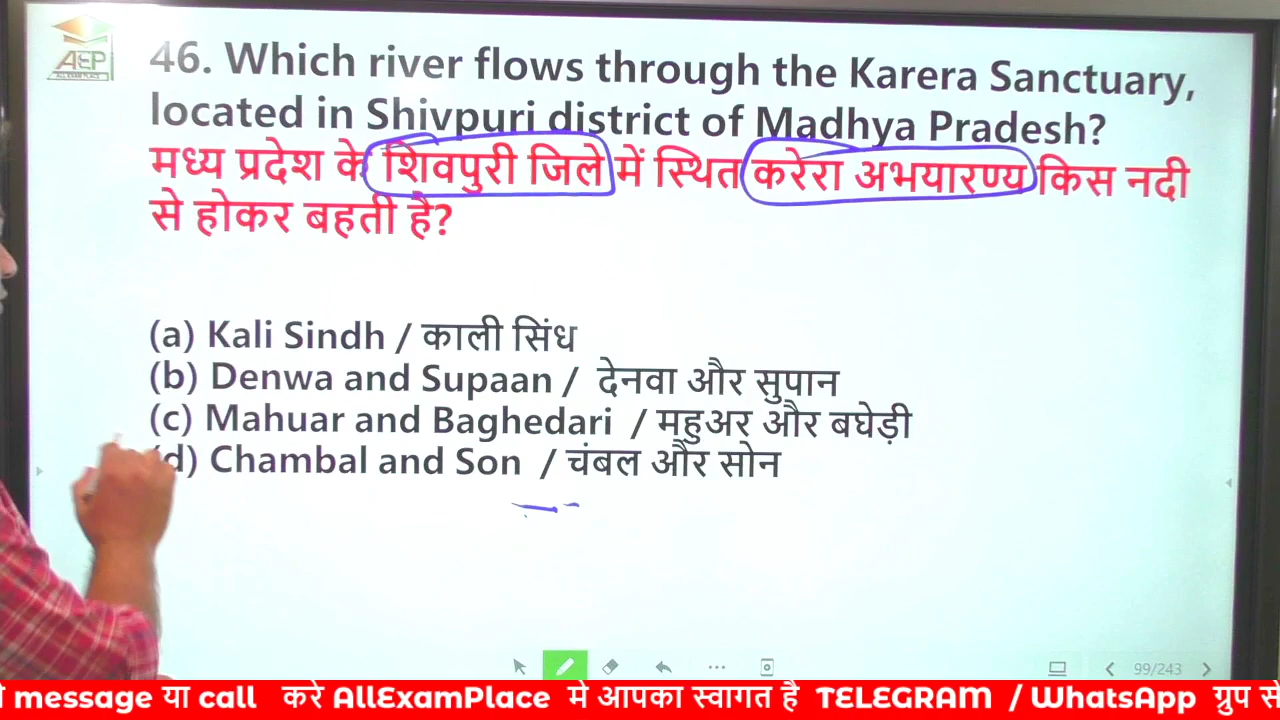 AEP
ALL EXAM PLACE
46. Which river flows through the Karera Sanctuary,
located in Shivpuri district of Madhya Pradesh?
मध्य प्रदेश के शिवपुरी जिले में स्थित करेरा अभयारण्य किस नदी
से होकर बहती है?
(a) Kali Sindh / काली सिंध
(b) Denwa and Supaan / देनवा और सुपान
(c) Mahuar and Baghedari / महुअर और बघेड़ी
(d) Chambal and Son / चंबल और सोन
99/243
message या call करे AllExamPlace मे आपका स्वागत है TELEGRAM / WhatsApp ग्रुप से